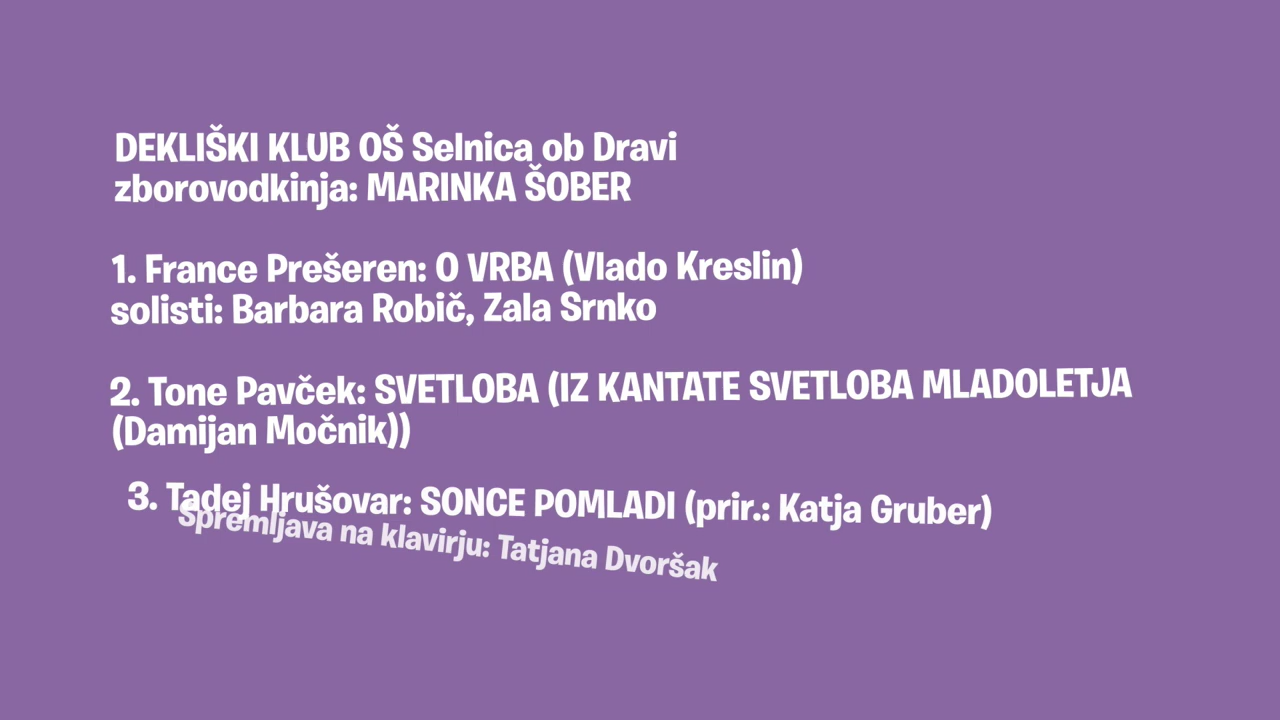 DEKLIŠKI KLUB OŠ Selnica ob Dravi
zborovodkinja: MARINKA ŠOBER
1. France Prešeren: O VRBA (Vlado Kreslin)
solisti: Barbara Robič, Zala Srnko
2. Tone Pavček: SVETLOBA (IZ KANTATE SVETLOBA MLADOLETJA
(Damijan Močnik))
3. Tadej Hrušovar: SONCE POMLADI (prir.: Katja Gruber)
Spremljava na klavirju: Tatjana Dvoršak